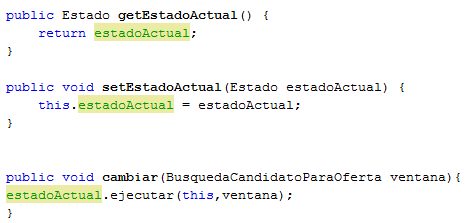 public Estado getEstadoActual() {
return estadoActual;
}
public void setEstadoActual(Estado estadoActual) {
this.estadoActual = estadoActual;
}
public void cambiar(BusquedaCandidatoParaOferta ventana){
estadoActual.ejecutar(this,ventana);
}